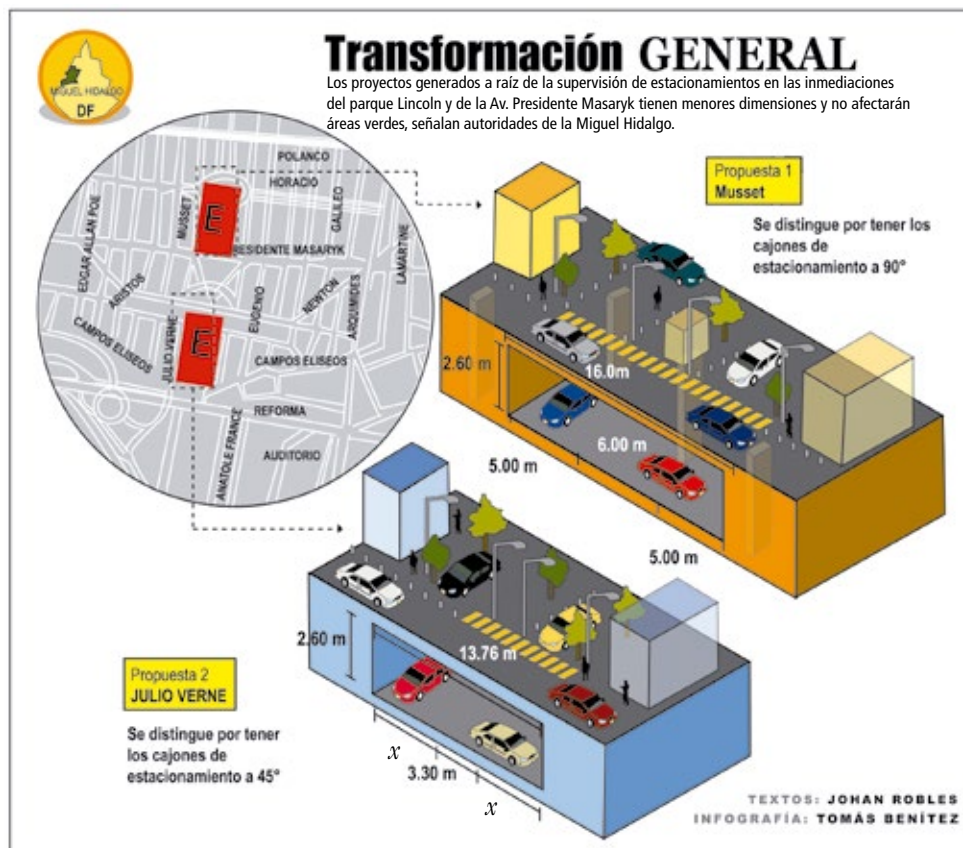 Transformación GENERAL
Los proyectos generados a raíz de la supervisión de estacionamientos en las inmediaciones
del parque Lincoln y de la Av. Presidente Masaryk tienen menores dimensiones y no afectarán
áreas verdes, señalan autoridades de la Miguel Hidalgo.
MIGUEL HIDALGO
DF
POLANCO
HORACIO
MUSSET
E
GALILEO
EDGAR ALLAN POE
RESIDENTE MASARYK
LAMARTINE
ARISTOS
EUGENIO
NEWTON
ARQUIMIDES
CAMPOS ELISEOS
JULIO VERNE
E
CAMPOS ELISEOS
REFORMA
ANATOLE FRANCE
AUDITORIO
Propuesta 1
Musset
Se distingue por tener los
cajones de
estacionamiento a 90°
2.60 m
16.0m
6.00 m
5.00 m
5.00 m
Propuesta 2
JULIO VERNE
Se distingue por tener
los cajones de
estacionamiento a 45°
2.60 m
13.76 m
x
3.30 m
x
TEXTOS: JOHAN ROBLES
INFOGRAFÍA: TOMÁS BENÍTEZ